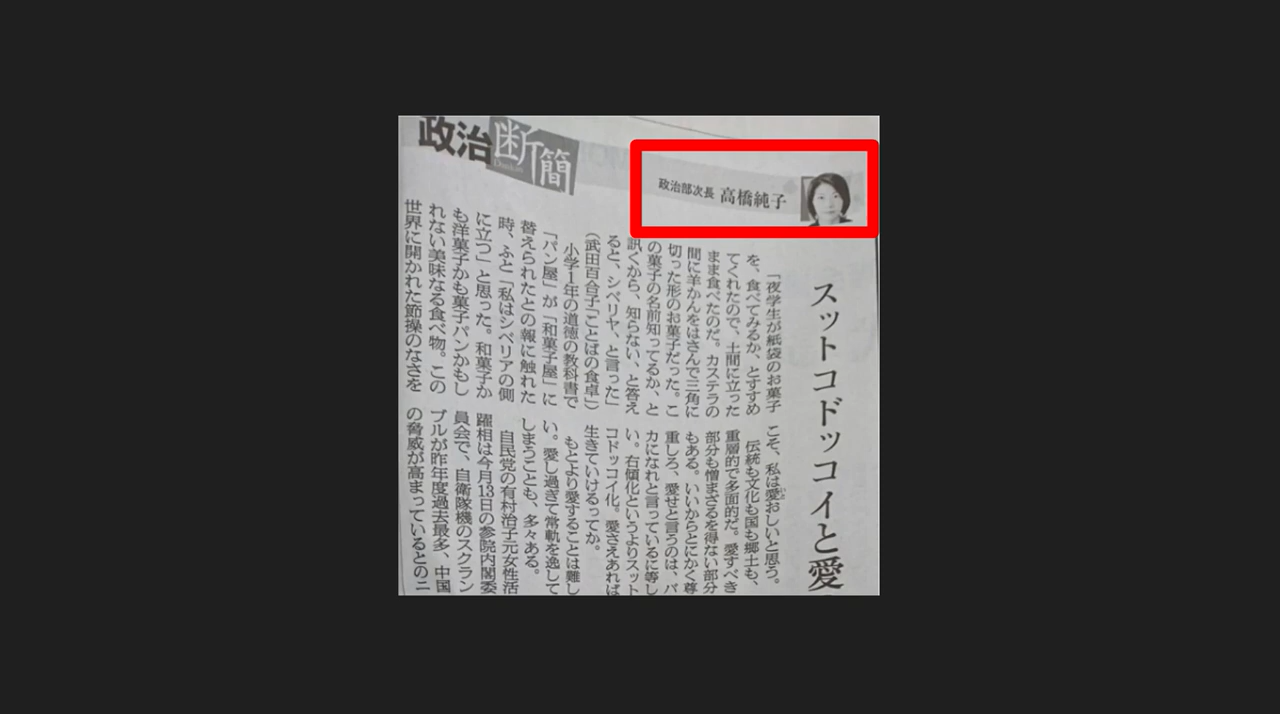 政治断簡
Dankan
政治部次長 高橋純子
スットコドッコイと愛
「夜学生が紙袋のお菓子
を、食べてみるか、とすすめ
てくれたので、土間に立った
まま食べたのだ。カステラの
間に羊かんをはさんで三角に
切った形のお菓子だった。こ
の菓子の名前知ってるか、と
訊くから、知らない、と答え
ると、シベリヤ、と言った」
(武田百合子「ことばの食卓」)
小学1年の道徳の教科書で
「パン屋」が「和菓子屋」に
替えられたとの報に触れた
時、ふと「私はシベリアの側
に立つ」と思った。和菓子か
も洋菓子かも菓子パンかもし
れない美味なる食べ物。この
世界に開かれた節操のなさを
こそ、私は愛おしいと思う。
伝統も文化も国も郷土も、
重層的で多面的だ。愛すべき
部分も憎まざるを得ない部分
もある。いいからとにかく尊
重しろ、愛せと言うのは、バ
カになれと言っているに等し
い。右傾化というよりスット
コドッコイ化。愛さえあれば
生きていけるってか。
もとより愛することは難し
い。愛し過ぎて常軌を逸して
しまうことも、多々ある。
自民党の有村治子元女性活
躍相は今月13日の参院内閣委
員会で、自衛隊機のスクラン
ブルが昨年度過去最多、中国
の脅威が高まっているとのニ